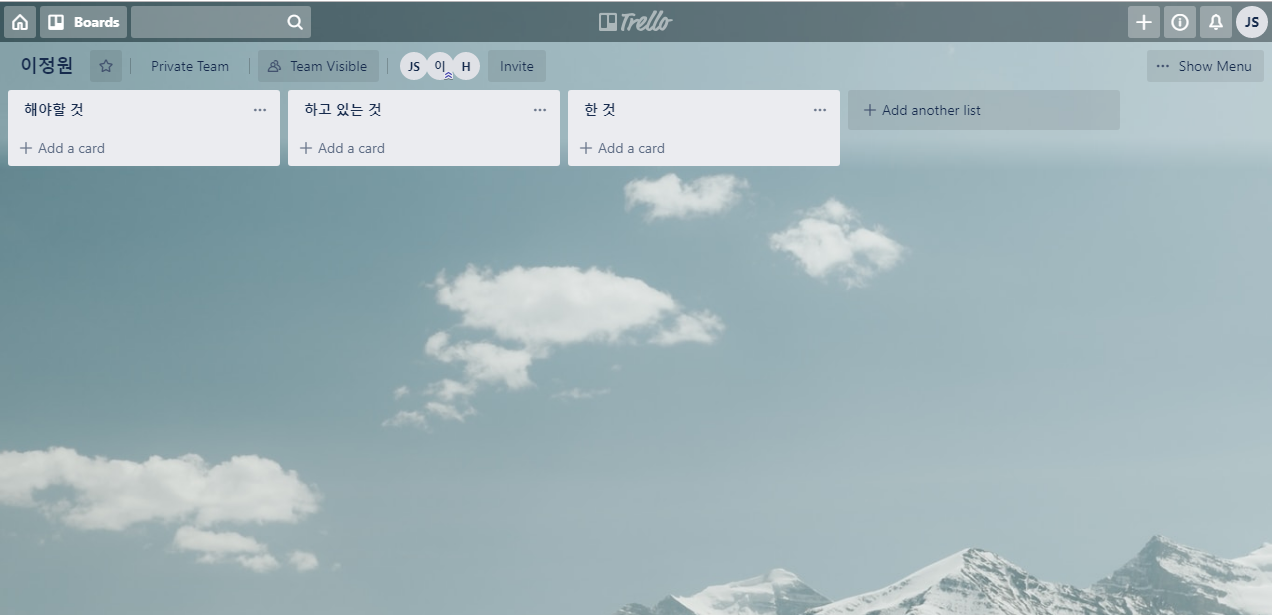 Boards
Trello
JS
이정원
Private Team
Team Visible
JS 이 H
Invite
Show Menu
해야할 것
하고 있는 것
한 것
Add another list
Add a card
Add a card
Add a card